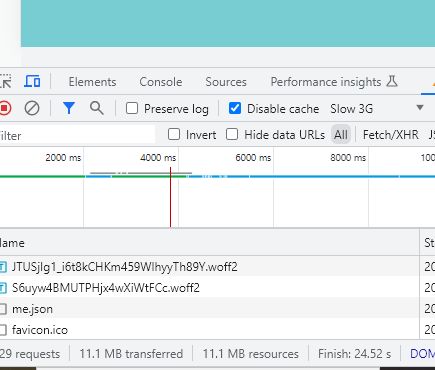 Elements Console Sources Performance insights
Preserve log Disable cache Slow 3G
Filter Invert Hide data URLs All Fetch/XHR JS
2000 ms 4000 ms 6000 ms 8000 ms 100
Name St
JTUSjIg1_i6t8kCHKm459WlhyyTh89Y.woff2 20
S6uyw4BMUTPHjx4wXiWtFCc.woff2 20
me.json 20
favicon.ico 20
29 requests 11.1 MB transferred 11.1 MB resources Finish: 24.52 s DOM